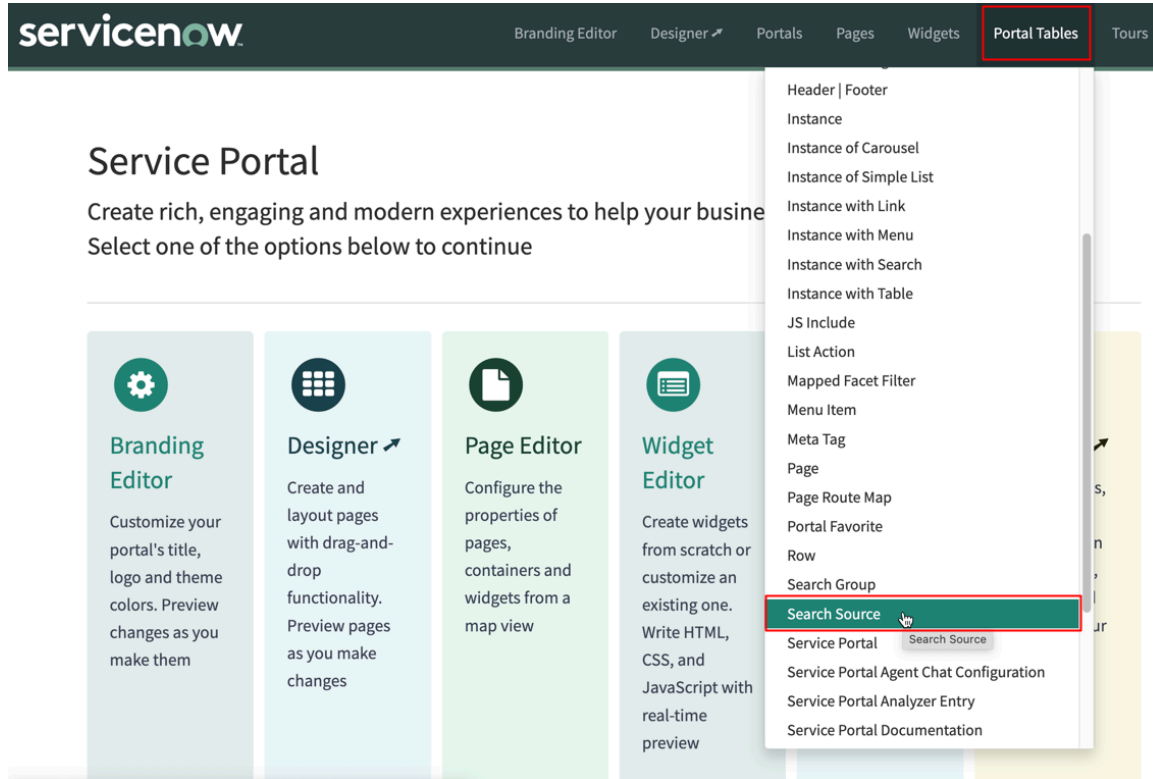 servicenow
Branding Editor
Designer
Portals
Pages
Widgets
Portal Tables
Tours
Service Portal
Create rich, engaging and modern experiences to help your busine
Select one of the options below to continue
Branding
Editor
Customize your
portal's title,
logo and theme
colors. Preview
changes as you
make them
Designer
Create and
layout pages
with drag-and-
drop
functionality.
Preview pages
as you make
changes
Page Editor
Configure the
properties of
pages,
containers and
widgets from a
map view
Widget
Editor
Create widgets
from scratch or
customize an
existing one.
Write HTML,
CSS, and
JavaScript with
real-time
preview
Header | Footer
Instance
Instance of Carousel
Instance of Simple List
Instance with Link
Instance with Menu
Instance with Search
Instance with Table
JS Include
List Action
Mapped Facet Filter
Menu Item
Meta Tag
Page
Page Route Map
Portal Favorite
Row
Search Group
Search Source
Search Source
Service Portal
Service Portal Agent Chat Configuration
Service Portal Analyzer Entry
Service Portal Documentation